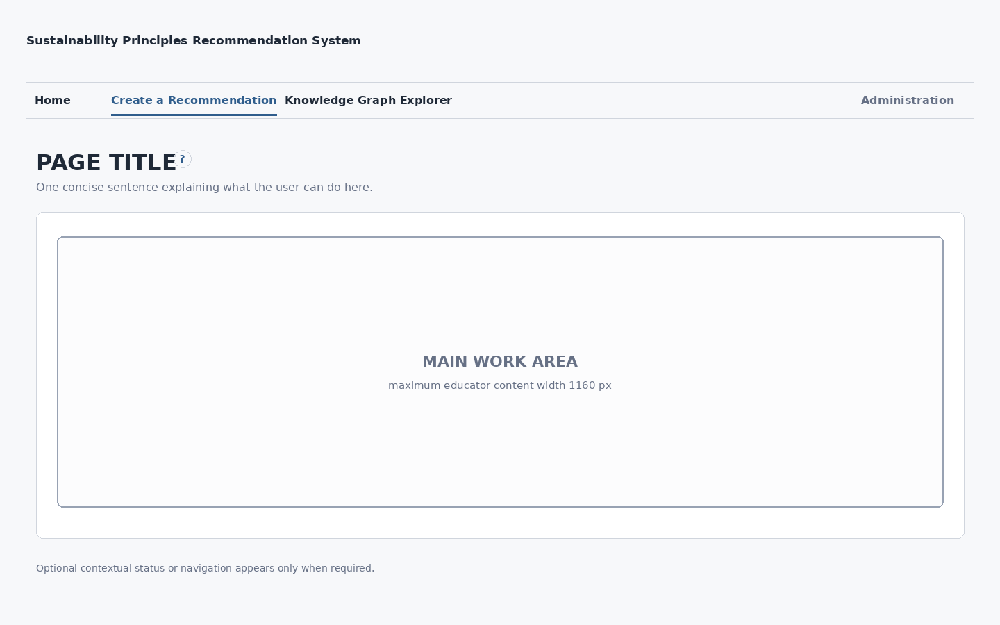 Sustainability Principles Recommendation System
Home Create a Recommendation Knowledge Graph Explorer Administration
PAGE TITLE ?
One concise sentence explaining what the user can do here.
MAIN WORK AREA
maximum educator content width 1160 px
Optional contextual status or navigation appears only when required.